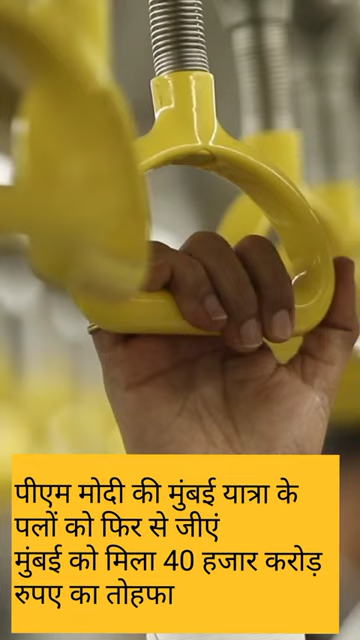 पीएम मोदी की मुंबई यात्रा के
पलों को फिर से जीएं
मुंबई को मिला 40 हजार करोड़
रुपए का तोहफा